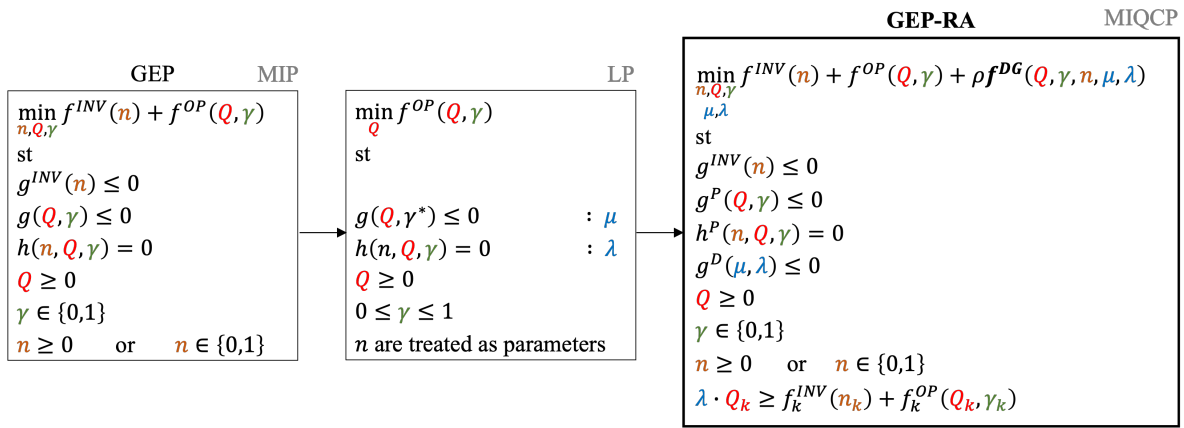 GEP MIP
min f^{INV}(n) + f^{OP}(Q, γ)
n,Q,γ
st
g^{INV}(n) ≤ 0
g(Q, γ) ≤ 0
h(n, Q, γ) = 0
Q ≥ 0
γ ∈ {0,1}
n ≥ 0 or n ∈ {0,1}
LP
min f^{OP}(Q, γ)
Q
st
g(Q, γ*) ≤ 0 : μ
h(n, Q, γ) = 0 : λ
Q ≥ 0
0 ≤ γ ≤ 1
n are treated as parameters
GEP-RA MIQCP
min f^{INV}(n) + f^{OP}(Q, γ) + ρf^{DG}(Q, γ, n, μ, λ)
n,Q,γ
μ,λ
st
g^{INV}(n) ≤ 0
g^{P}(Q, γ) ≤ 0
h^{P}(n, Q, γ) = 0
g^{D}(μ, λ) ≤ 0
Q ≥ 0
γ ∈ {0,1}
n ≥ 0 or n ∈ {0,1}
λ · Q_k ≥ f_k^{INV}(n_k) + f_k^{OP}(Q_k, γ_k)